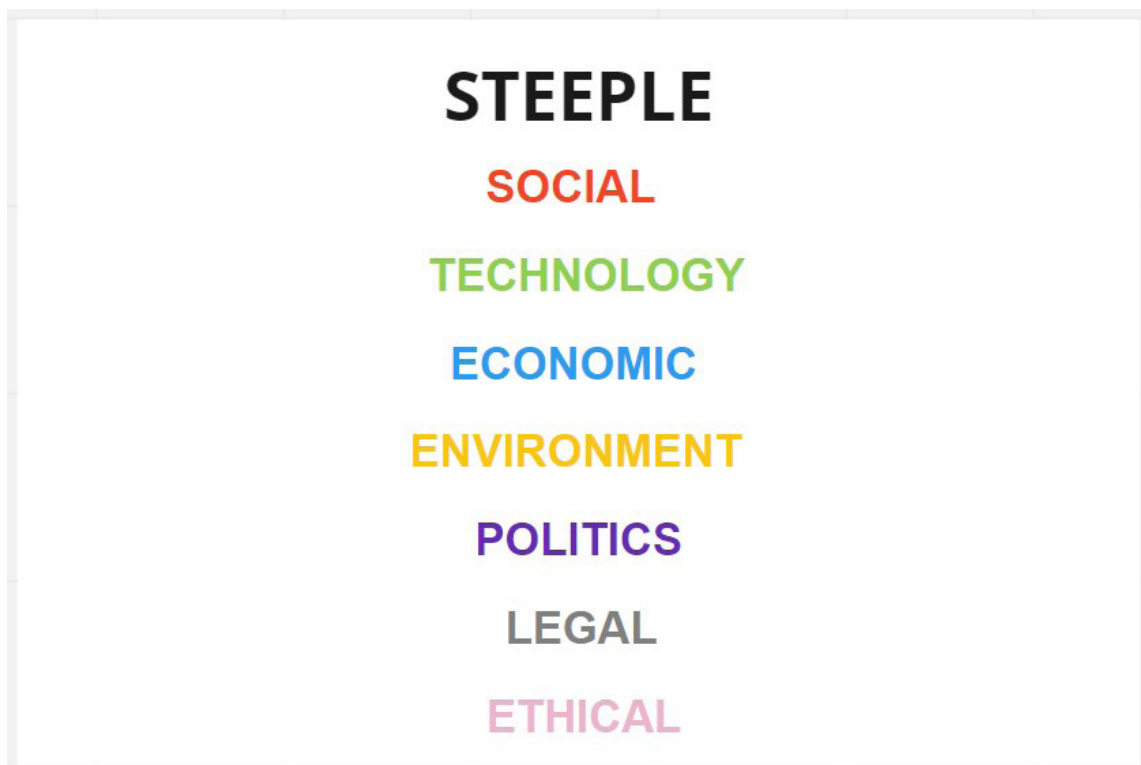 STEEPLE
SOCIAL
TECHNOLOGY
ECONOMIC
ENVIRONMENT
POLITICS
LEGAL
ETHICAL